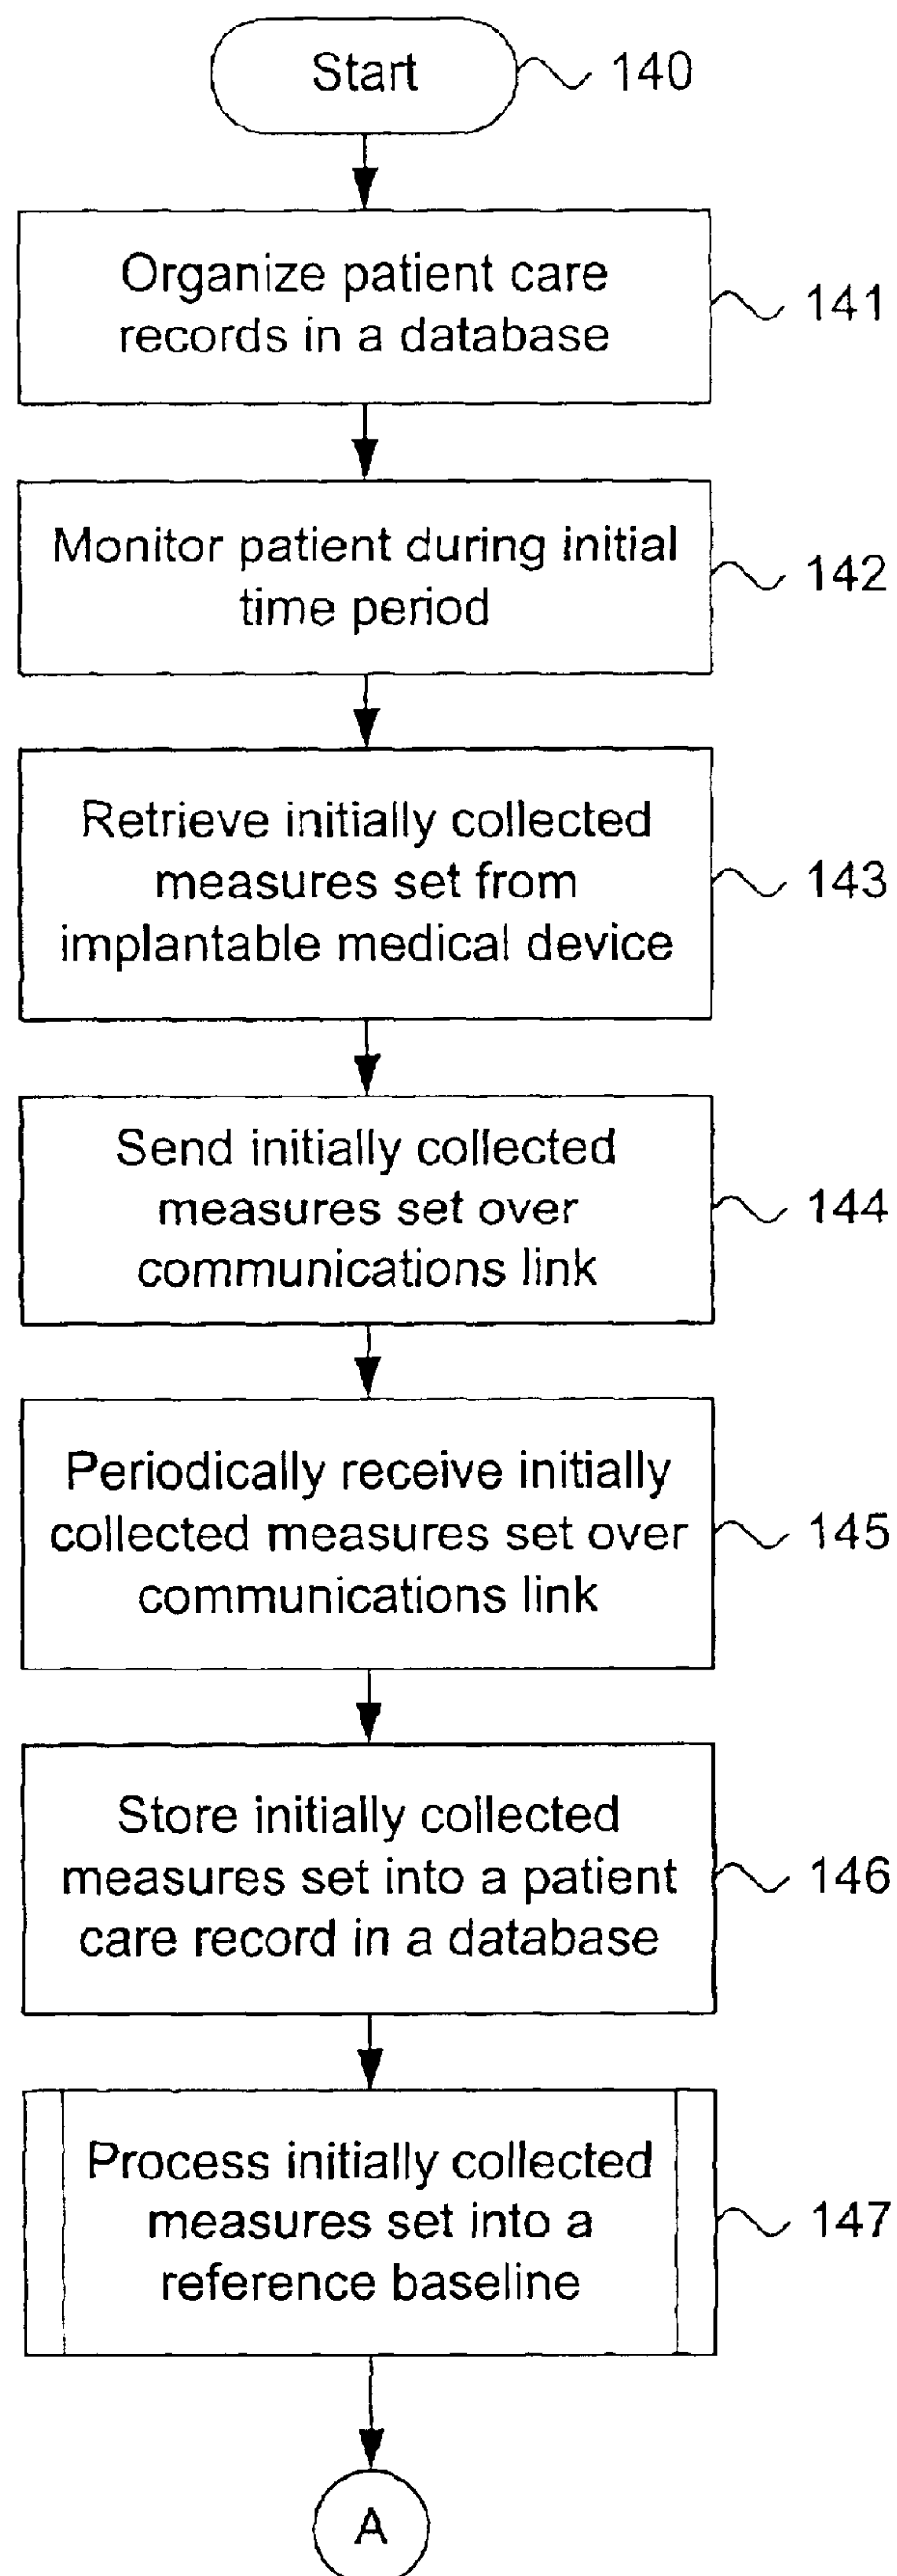 Start
140
Organize patient care
records in a database
141
Monitor patient during initial
time period
142
Retrieve initially collected
measures set from
implantable medical device
143
Send initially collected
measures set over
communications link
144
Periodically receive initially
collected measures set over
communications link
145
Store initially collected
measures set into a patient
care record in a database
146
Process initially collected
measures set into a
reference baseline
147
A